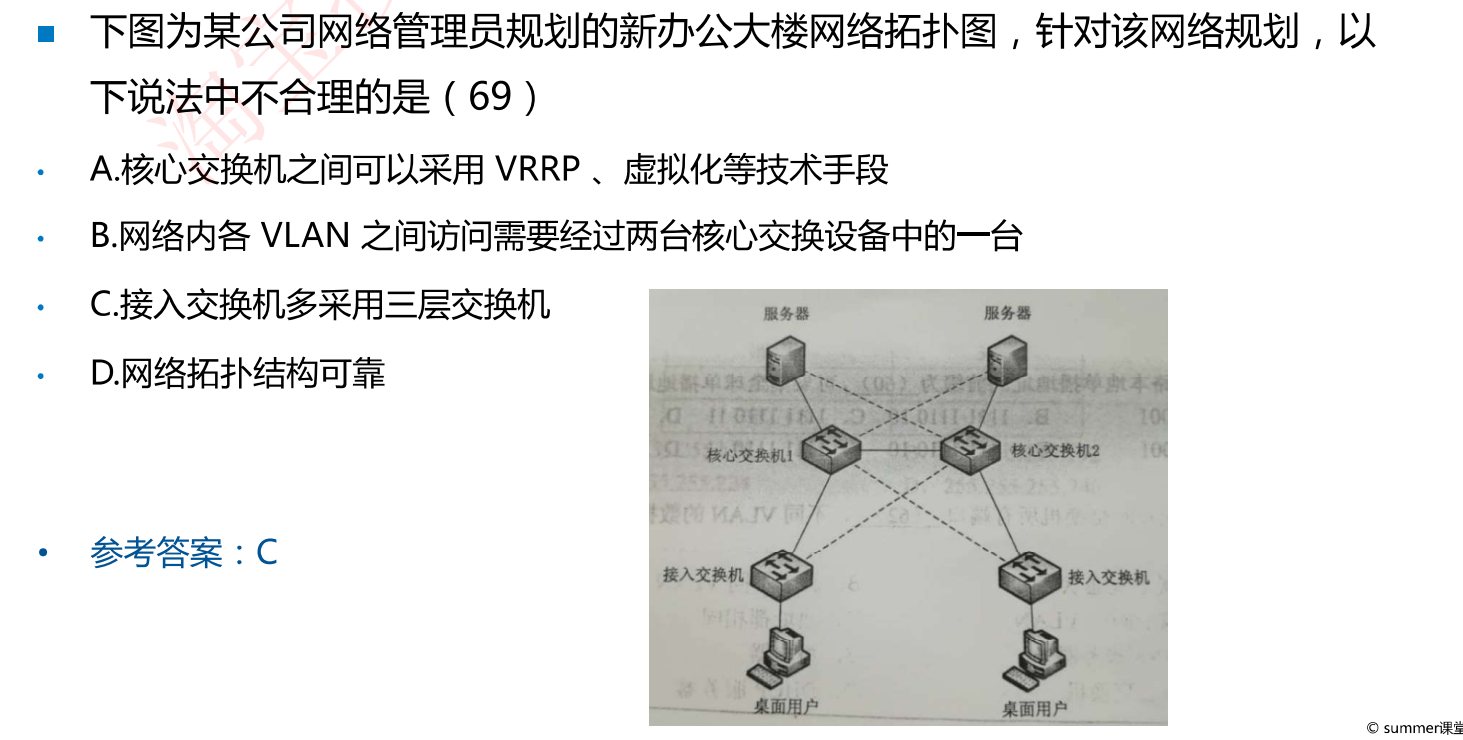 下图为某公司网络管理员规划的新办公大楼网络拓扑图，针对该网络规划，以
下说法中不合理的是（69）
A.核心交换机之间可以采用 VRRP 、虚拟化等技术手段
B.网络内各 VLAN 之间访问需要经过两台核心交换设备中的一台
C.接入交换机多采用三层交换机
D.网络拓扑结构可靠
参考答案：C
服务器 服务器
核心交换机1 核心交换机2
接入交换机 接入交换机
桌面用户 桌面用户
© summer课堂